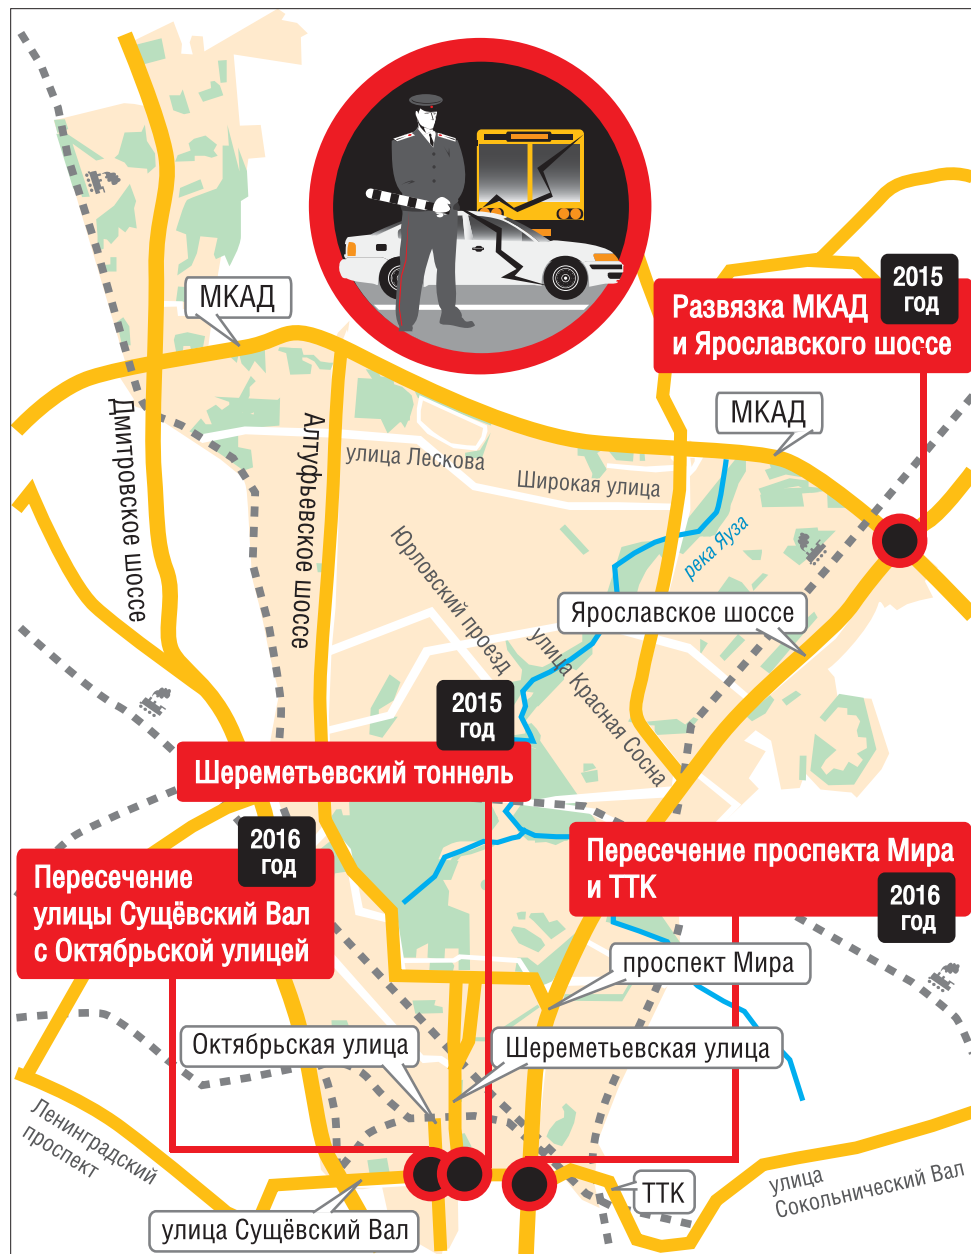 МКАД
2015
год
Развязка МКАД
и Ярославского шоссе
МКАД
Дмитровское шоссе
Алтуфьевское шоссе
улица Лескова
Широкая улица
Юрловский проезд
река Яуза
Ярославское шоссе
улица Красная Сосна
2015
год
Шереметьевский тоннель
2016
год
Пересечение
улицы Сущёвский Вал
с Октябрьской улицей
Пересечение проспекта Мира
и ТТК
2016
год
проспект Мира
Октябрьская улица
Шереметьевская улица
Ленинградский
проспект
ТТК
улица
Сокольнический Вал
улица Сущёвский Вал